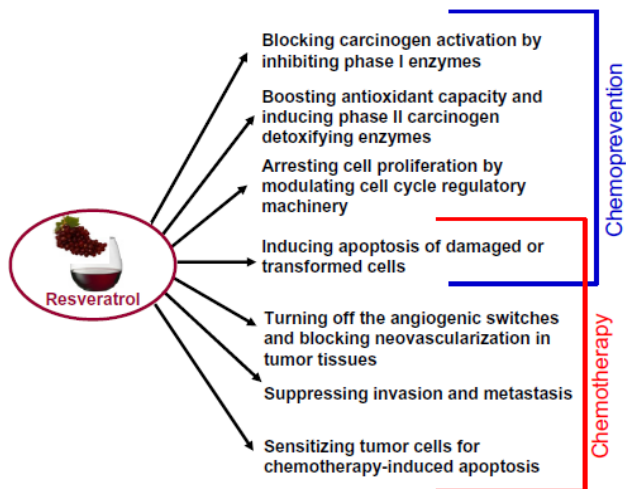 Blocking carcinogen activation by
inhibiting phase I enzymes
Boosting antioxidant capacity and
inducing phase II carcinogen
detoxifying enzymes
Arresting cell proliferation by
modulating cell cycle regulatory
machinery
Inducing apoptosis of damaged or
transformed cells
Turning off the angiogenic switches
and blocking neovascularization in
tumor tissues
Suppressing invasion and metastasis
Sensitizing tumor cells for
chemotherapy-induced apoptosis
Resveratrol
Chemoprevention
Chemotherapy